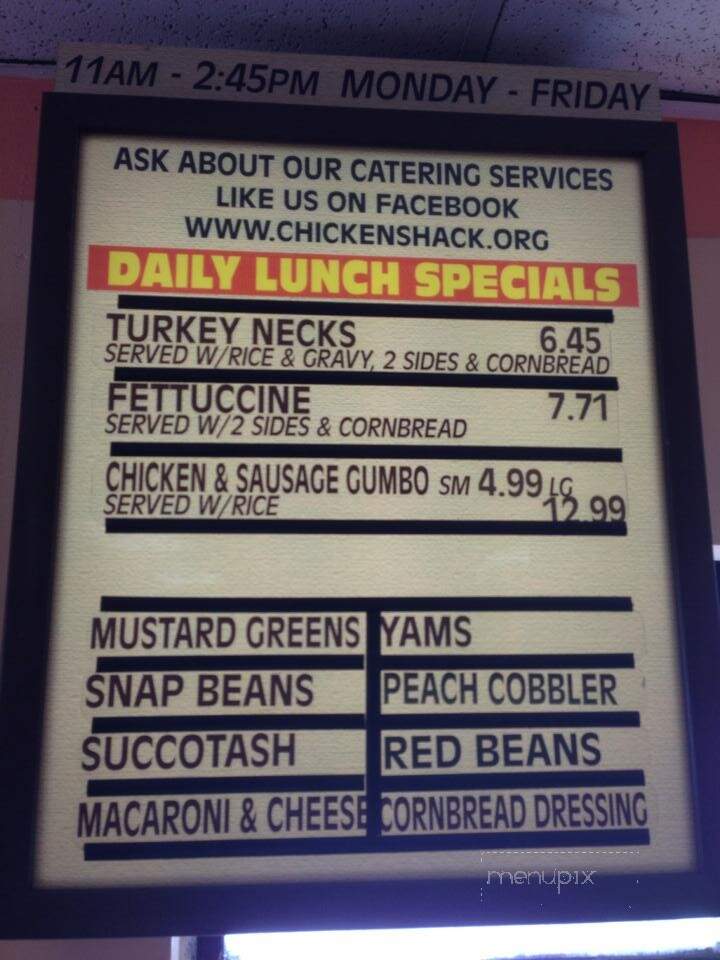 11AM - 2:45PM MONDAY - FRIDAY
ASK ABOUT OUR CATERING SERVICES
LIKE US ON FACEBOOK
WWW.CHICKENSHACK.ORG
DAILY LUNCH SPECIALS
TURKEY NECKS 6.45
SERVED W/RICE & GRAVY, 2 SIDES & CORNBREAD
FETTUCCINE 7.71
SERVED W/2 SIDES & CORNBREAD
CHICKEN & SAUSAGE GUMBO SM 4.99 LG
SERVED W/RICE 12.99
MUSTARD GREENS YAMS
SNAP BEANS PEACH COBBLER
SUCCOTASH RED BEANS
MACARONI & CHEESE CORNBREAD DRESSING
menupix